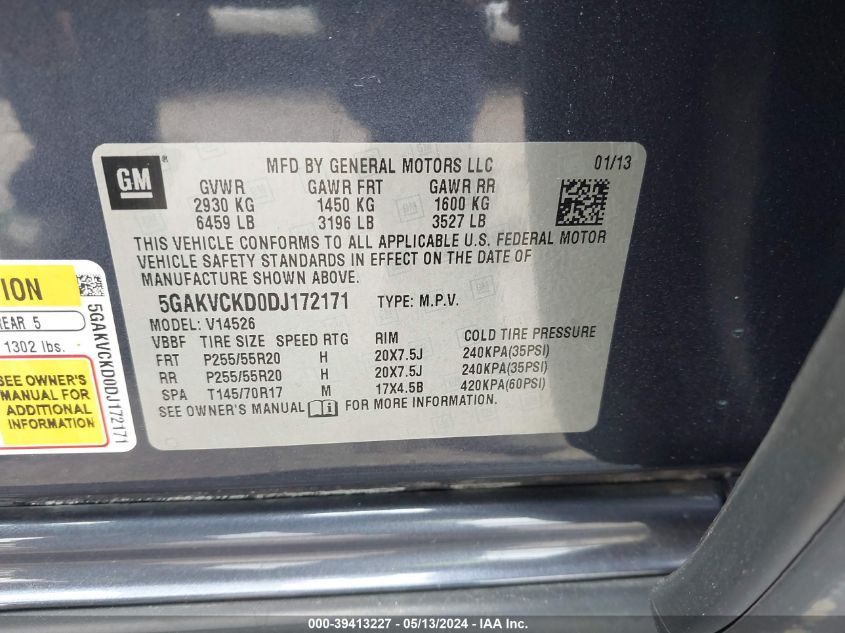 GM ®
MFD BY GENERAL MOTORS LLC 01/13
GVWR GAWR FRT GAWR RR
2930 KG 1450 KG 1600 KG
6459 LB 3196 LB 3527 LB
THIS VEHICLE CONFORMS TO ALL APPLICABLE U.S. FEDERAL MOTOR
VEHICLE SAFETY STANDARDS IN EFFECT ON THE DATE OF
MANUFACTURE SHOWN ABOVE.
5GAKVCKD0DJ172171 TYPE: M.P.V.
MODEL: V14526
VBBF TIRE SIZE SPEED RTG RIM COLD TIRE PRESSURE
FRT P255/55R20 H 20X7.5J 240KPA(35PSI)
RR P255/55R20 H 20X7.5J 240KPA(35PSI)
SPA T145/70R17 M 17X4.5B 420KPA(60PSI)
SEE OWNER'S MANUAL i FOR MORE INFORMATION.
ION
REAR 5
1302 lbs.
SEE OWNER'S
MANUAL FOR
ADDITIONAL
INFORMATION
5GAKVCKD0DJ172171
000-39413227 - 05/13/2024 - IAA Inc.